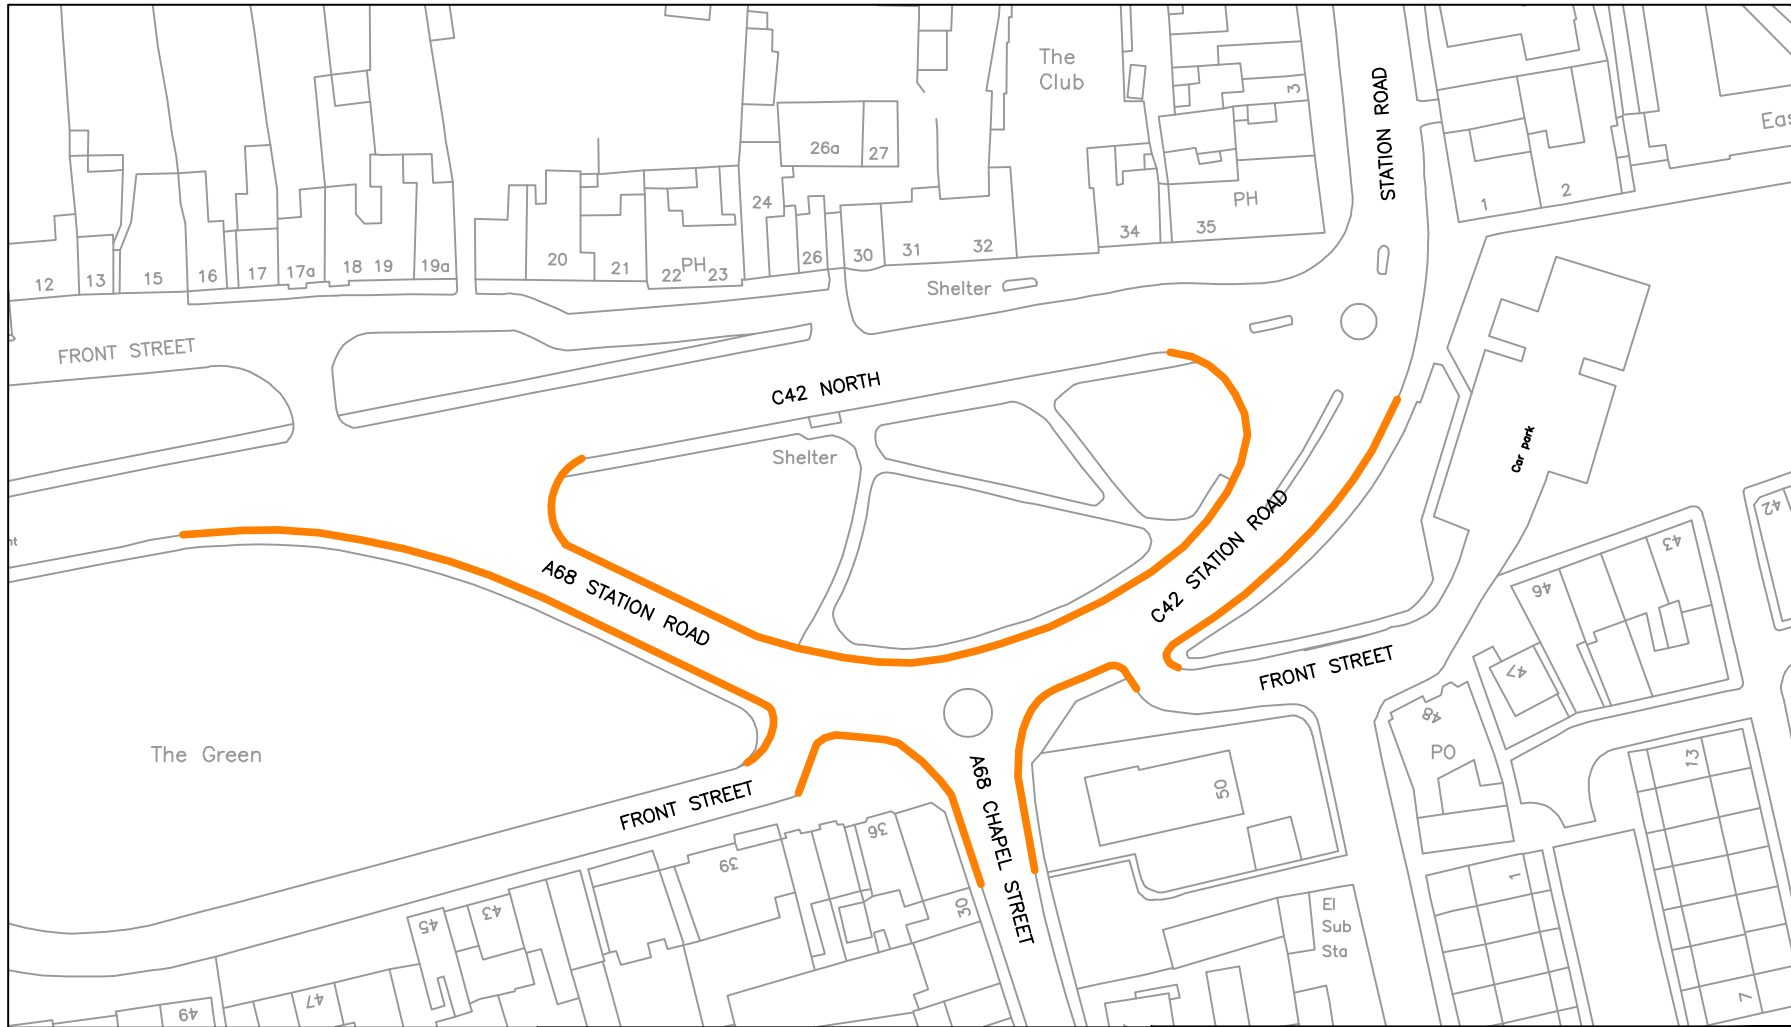 The
Club
3
STATION ROAD
Eas
26a
27
24
PH
1
2
34
35
12
13
15
16
17
17a
18
19
19a
20
21
22
PH
23
26
30
31
32
Shelter
FRONT STREET
C42 NORTH
Shelter
Car park
nt
A68 STATION ROAD
C42 STATION ROAD
42
43
46
47
48
PO
FRONT STREET
The Green
FRONT STREET
A68 CHAPEL STREET
50
13
36
39
30
43
45
47
49
1
7
El
Sub
Sta